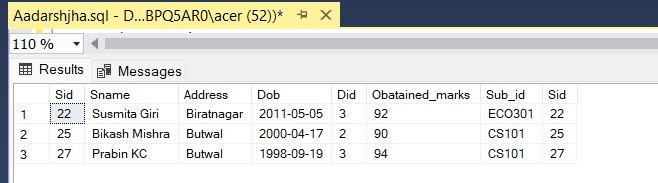 Aadarshjha.sql - D...BPQ5AR0\acer (52))*
110 %
Results Messages
Sid Sname Address Dob Did Obatained_marks Sub_id Sid
1 22 Susmita Giri Biratnagar 2011-05-05 3 92 ECO301 22
2 25 Bikash Mishra Butwal 2000-04-17 2 90 CS101 25
3 27 Prabin KC Butwal 1998-09-19 3 94 CS101 27